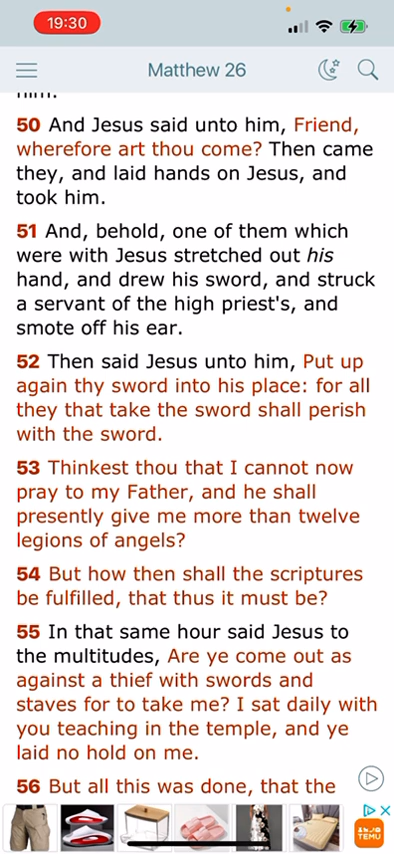 19:30
Matthew 26
him.
50 And Jesus said unto him, Friend,
wherefore art thou come? Then came
they, and laid hands on Jesus, and
took him.
51 And, behold, one of them which
were with Jesus stretched out his
hand, and drew his sword, and struck
a servant of the high priest's, and
smote off his ear.
52 Then said Jesus unto him, Put up
again thy sword into his place: for all
they that take the sword shall perish
with the sword.
53 Thinkest thou that I cannot now
pray to my Father, and he shall
presently give me more than twelve
legions of angels?
54 But how then shall the scriptures
be fulfilled, that thus it must be?
55 In that same hour said Jesus to
the multitudes, Are ye come out as
against a thief with swords and
staves for to take me? I sat daily with
you teaching in the temple, and ye
laid no hold on me.
56 But all this was done, that the
TEMU